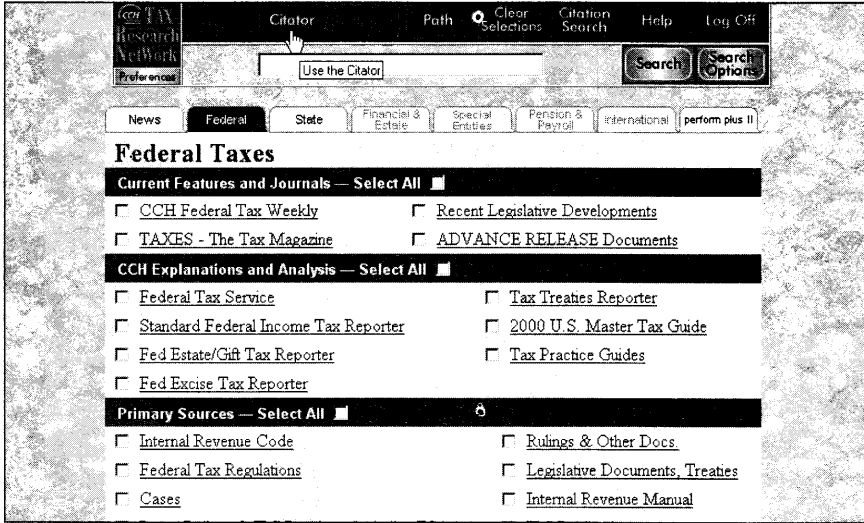 CCH TAX Research NetWork
Preferences
Citator
Path
Clear Selections
Citation Search
Help
Log Off
Use the Citator
Search
Search Options
News
Federal
State
Financial & Estate
Special Entities
Pension & Payroll
International
perform plus II
Federal Taxes
Current Features and Journals — Select All
CCH Federal Tax Weekly
Recent Legislative Developments
TAXES - The Tax Magazine
ADVANCE RELEASE Documents
CCH Explanations and Analysis — Select All
Federal Tax Service
Tax Treaties Reporter
Standard Federal Income Tax Reporter
2000 U.S. Master Tax Guide
Fed Estate/Gift Tax Reporter
Tax Practice Guides
Fed Excise Tax Reporter
Primary Sources — Select All
Internal Revenue Code
Rulings & Other Docs.
Federal Tax Regulations
Legislative Documents, Treaties
Cases
Internal Revenue Manual